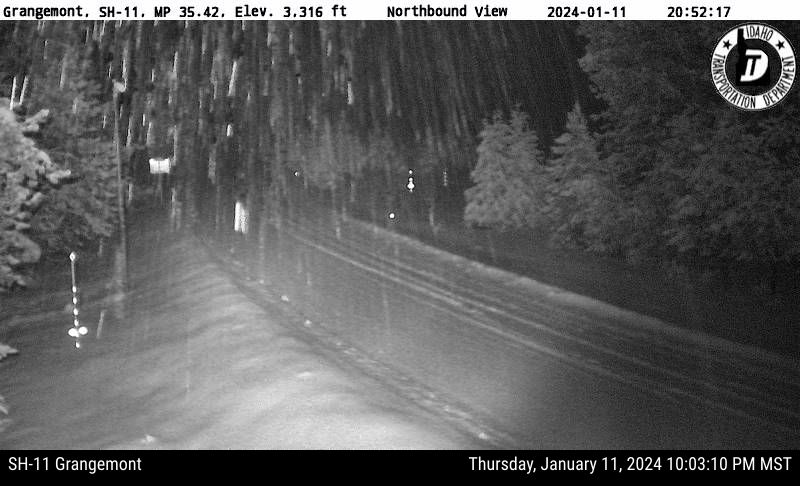 Grangemont, SH-11, MP 35.42, Elev. 3,316 ft Northbound View 2024-01-11 20:52:17
IDAHO
TRANSPORTATION DEPARTMENT
SH-11 Grangemont Thursday, January 11, 2024 10:03:10 PM MST